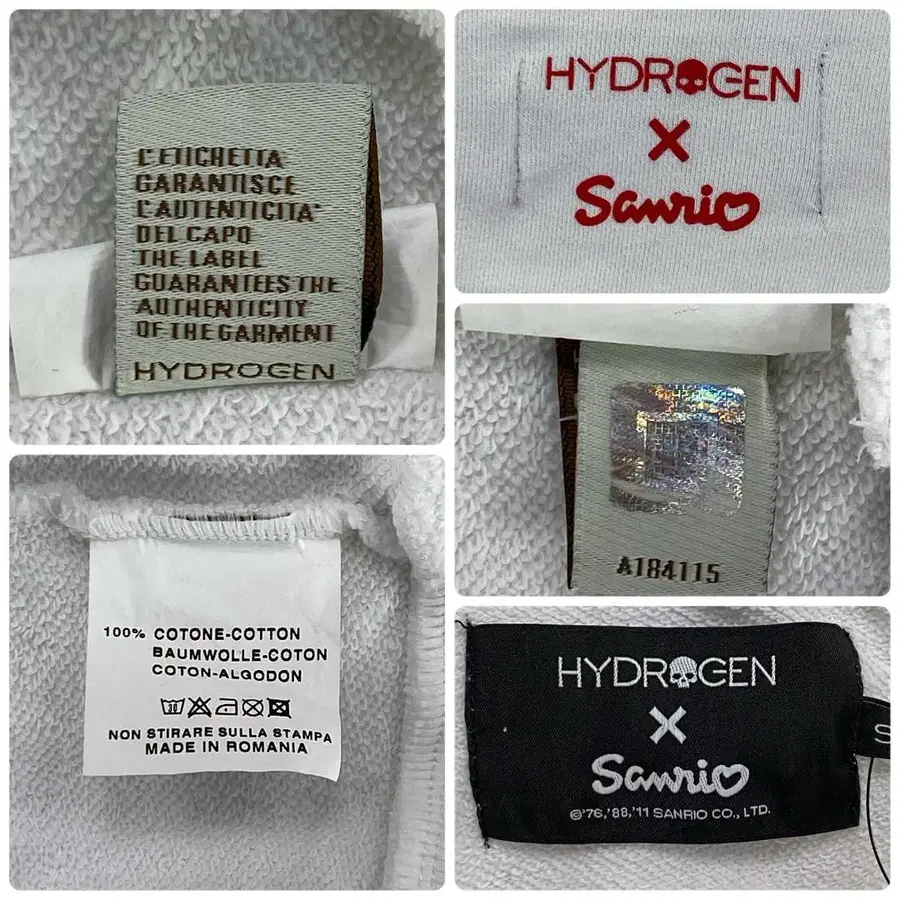 L'ETICHETTA
GARANTISCE
L'AUTENTICITA'
DEL CAPO
THE LABEL
GUARANTEES THE
AUTHENTICITY
OF THE GARMENT
HYDROGEN
HYDROGEN
X
Sanrio
A184115
100% COTONE-COTTON
BAUMWOLLE-COTON
COTON-ALGODON
30
NON STIRARE SULLA STAMPA
MADE IN ROMANIA
HYDROGEN
X
Sanrio
©'76,'88,'11 SANRIO CO., LTD.
S